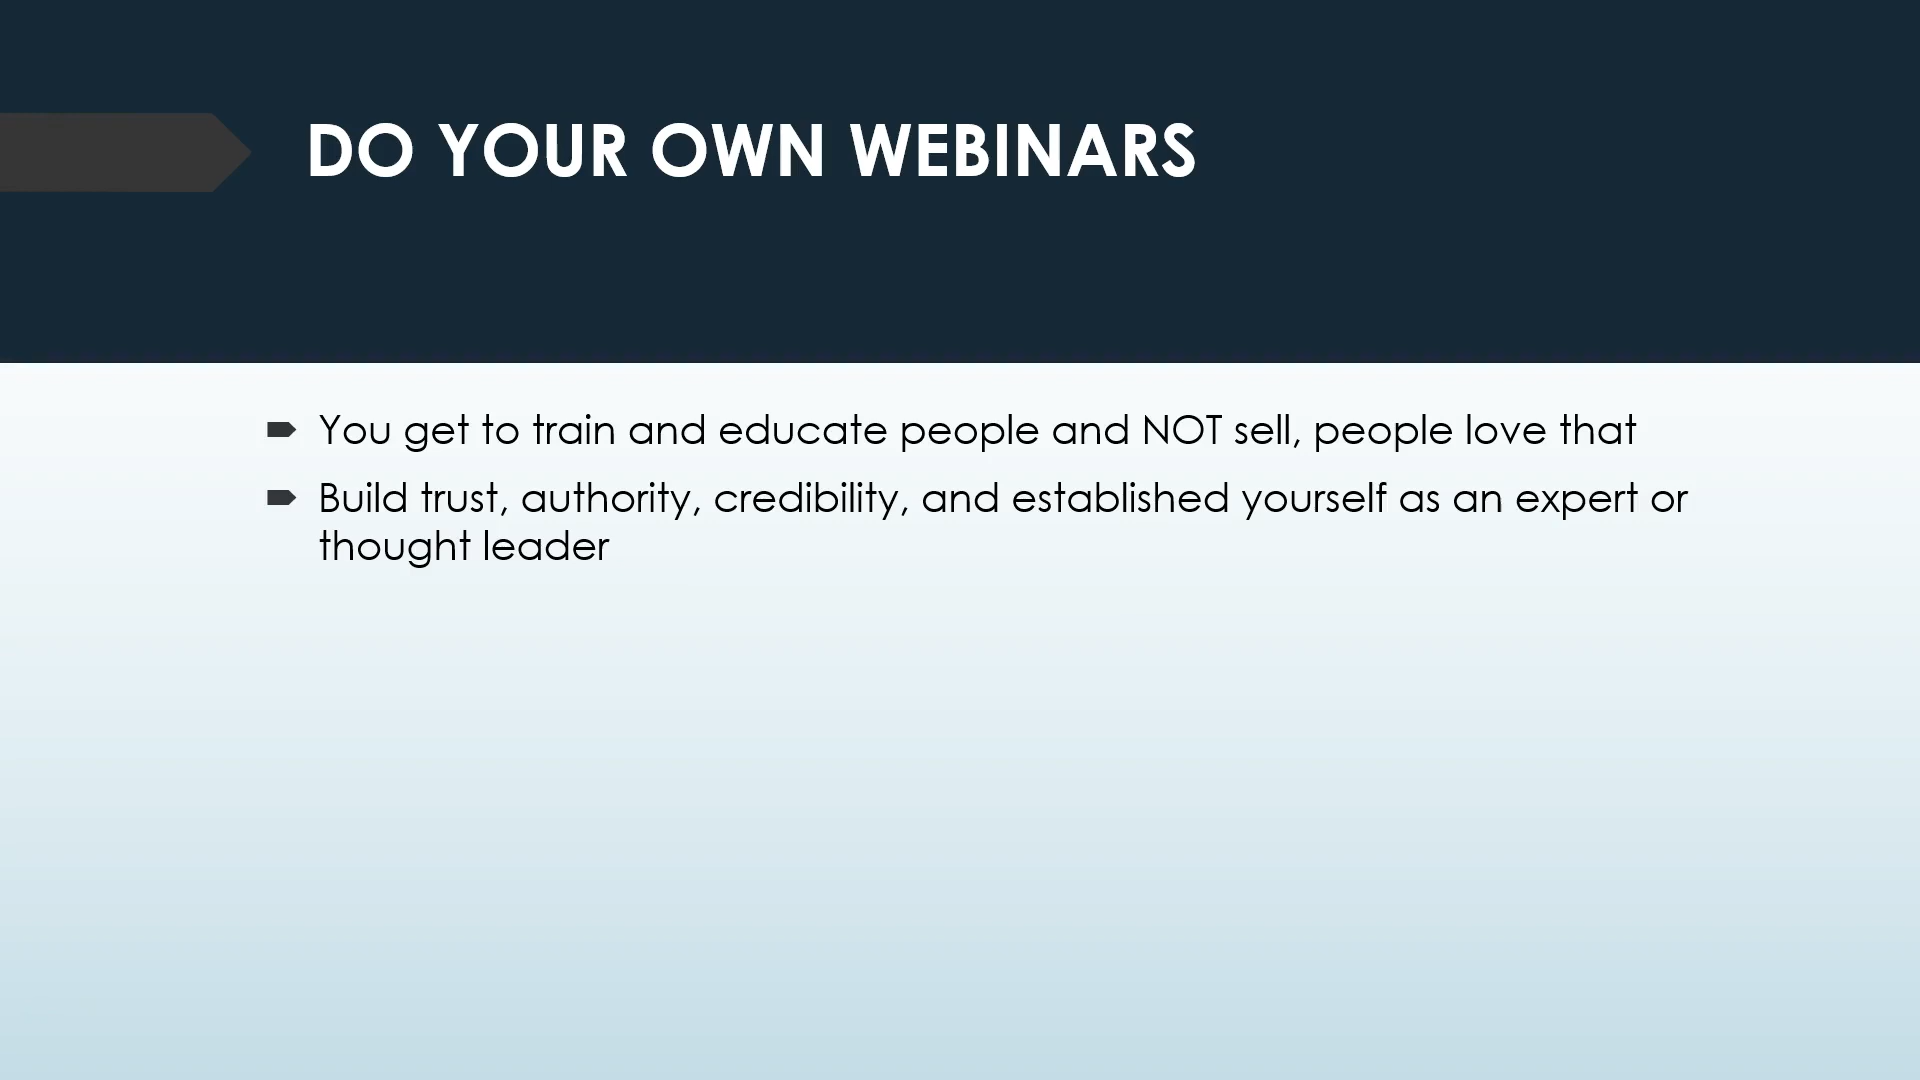 DO YOUR OWN WEBINARS
You get to train and educate people and NOT sell, people love that
Build trust, authority, credibility, and established yourself as an expert or
thought leader